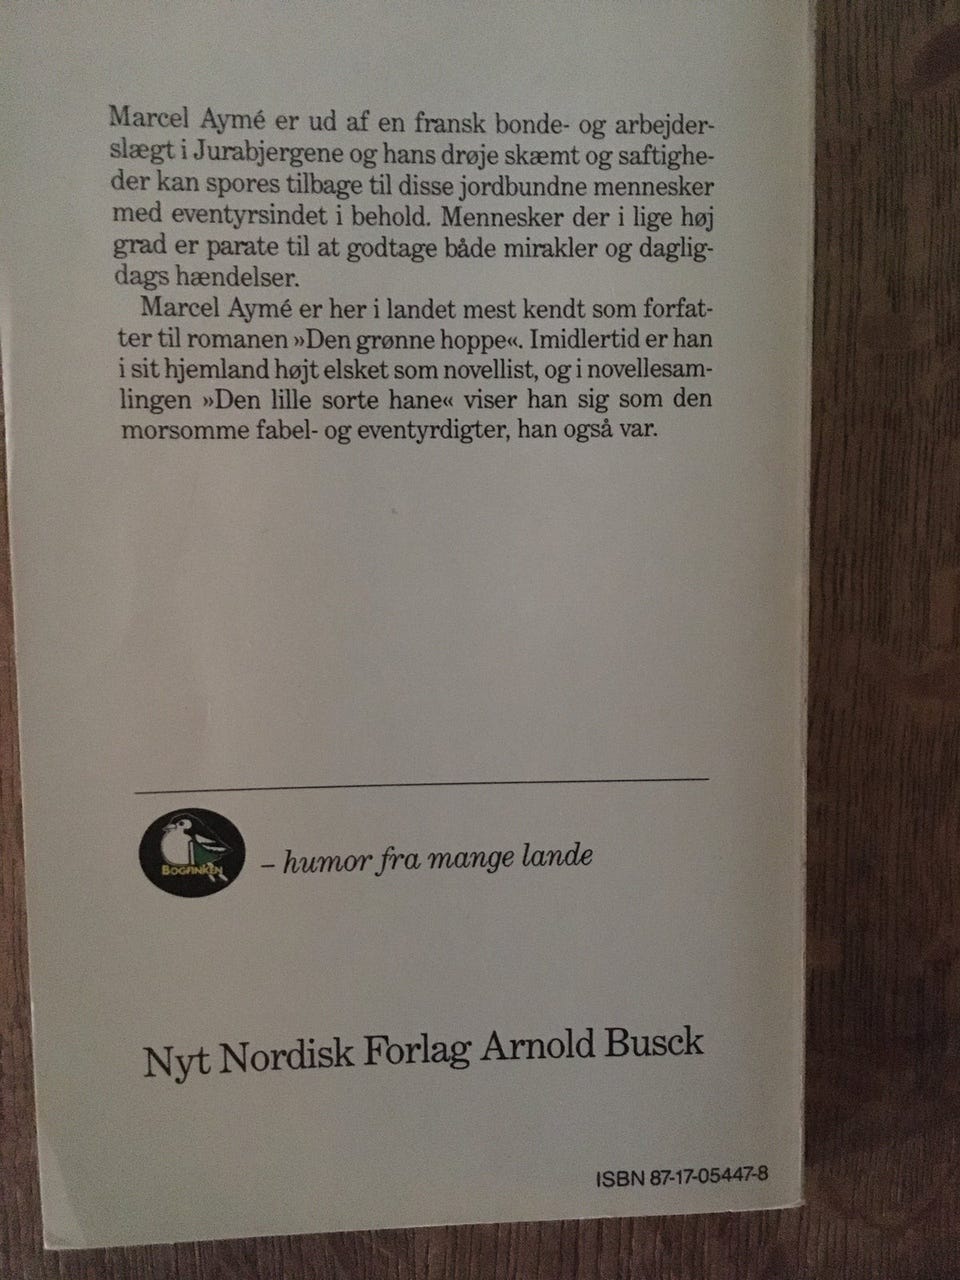 Marcel Aymé er ud af en fransk bonde- og arbejder-
slægt i Jurabjergene og hans drøje skæmt og saftighe-
der kan spores tilbage til disse jordbundne mennesker
med eventyrsindet i behold. Mennesker der i lige høj
grad er parate til at godtage både mirakler og daglig-
dags hændelser.
Marcel Aymé er her i landet mest kendt som forfat-
ter til romanen »Den grønne hoppe«. Imidlertid er han
i sit hjemland højt elsket som novellist, og i novellesam-
lingen »Den lille sorte hane« viser han sig som den
morsomme fabel- og eventyrdigter, han også var.
BOGFINKEN
– humor fra mange lande
Nyt Nordisk Forlag Arnold Busck
ISBN 87-17-05447-8